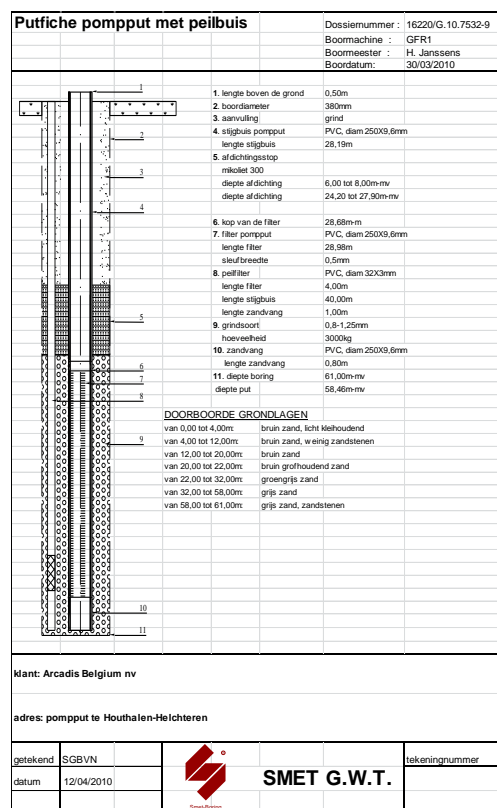 Putfiche pompput met peilbuis
Dossiernummer : 16220/G.10.7532-9
Boormachine : GFR1
Boormeester : H. Janssens
Boordatum: 30/03/2010
1. lengte boven de grond 0,50m
2. boordiameter 380mm
3. aanvulling grind
4. stijgbuis pompput PVC, diam 250X9,6mm
lengte stijgbuis 28,19m
5. afdichtingsstop
mikoliet 300
diepte afdichting 6,00 tot 8,00m-mv
diepte afdichting 24,20 tot 27,90m-mv
6. kop van de filter 28,68m-m
7. filter pompput PVC, diam 250X9,6mm
lengte filter 28,98m
sleufbreedte 0,5mm
8. peilfilter PVC, diam 32X3mm
lengte filter 4,00m
lengte stijgbuis 40,00m
lengte zandvang 1,00m
9. grindsoort 0,8-1,25mm
hoeveelheid 3000kg
10. zandvang PVC, diam 250X9,6mm
lengte zandvang 0,80m
11. diepte boring 61,00m-mv
diepte put 58,46m-mv
1
2
3
4
5
6
7
8
9
10
11
DOORBOORDE GRONDLAGEN
van 0,00 tot 4,00m: bruin zand, licht kleihoudend
van 4,00 tot 12,00m: bruin zand, weinig zandstenen
van 12,00 tot 20,00m: bruin zand
van 20,00 tot 22,00m: bruin grofhoudend zand
van 22,00 tot 32,00m: groengrijs zand
van 32,00 tot 58,00m: grijs zand
van 58,00 tot 61,00m: grijs zand, zandstenen
klant: Arcadis Belgium nv
adres: pompput te Houthalen-Helchteren
getekend SGBVN
datum 12/04/2010
Smet-Boring
SMET G.W.T.
tekeningnummer